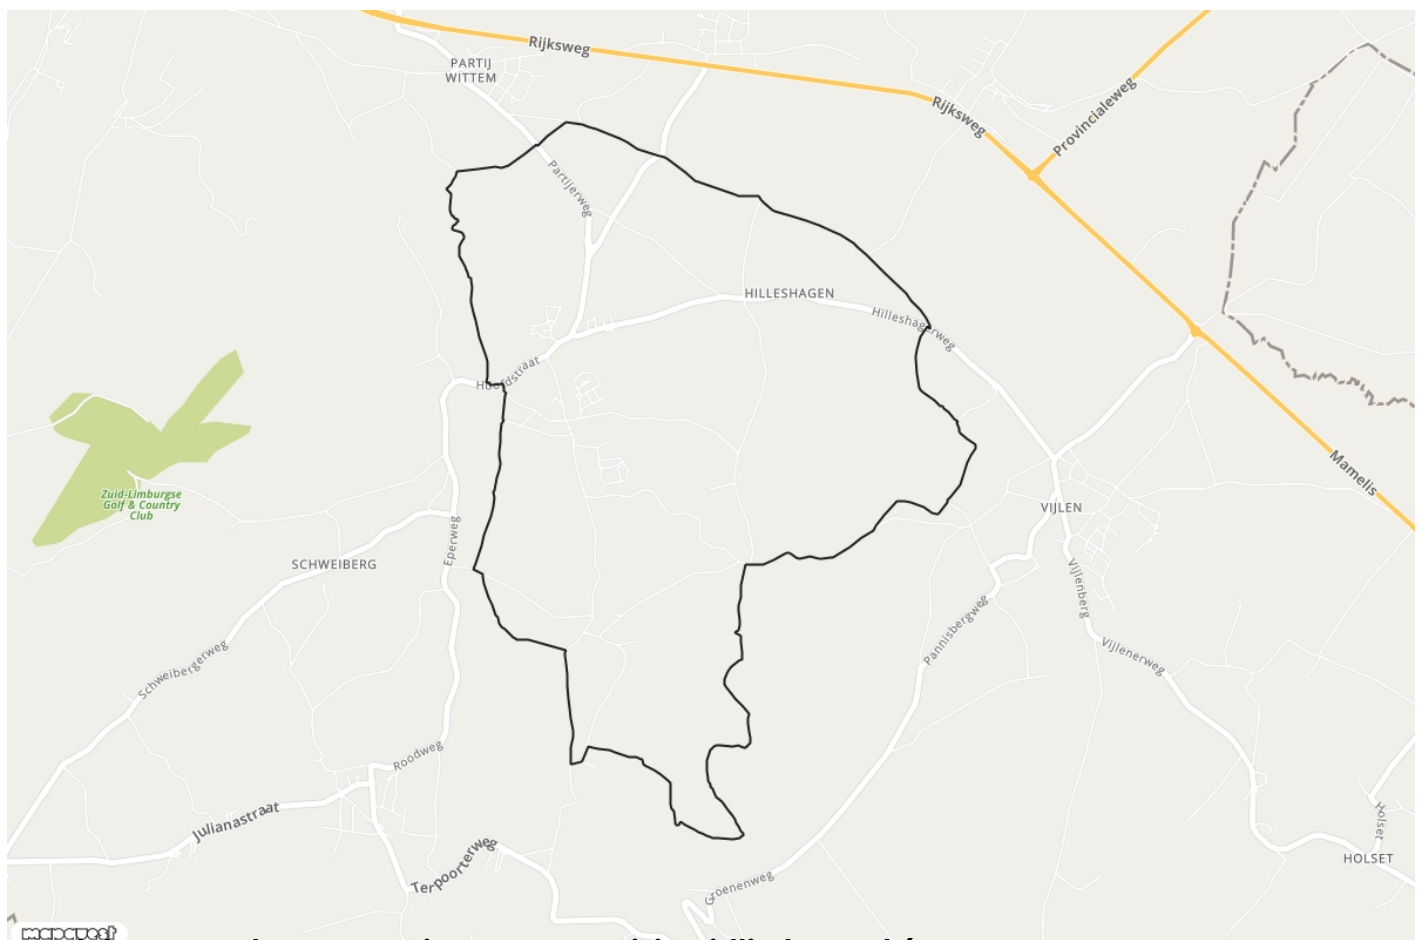 Rijksweg
PARTIJ
WITTEM
Rijksweg
Provincialeweg
Partijerweg
HILLESHAGEN
Hilleshagerweg
Hoofdstraat
Mamelis
Zuid-Limburgse
Golf & Country
Club
VIJLEN
Eperweg
SCHWEIBERG
Vijlenberg
Pannisbergweg
Schweibergerweg
Vijlenerweg
Roodweg
Julianastraat
Holset
Terpoorterweg
HOLSET
Groenenweg
mapquest